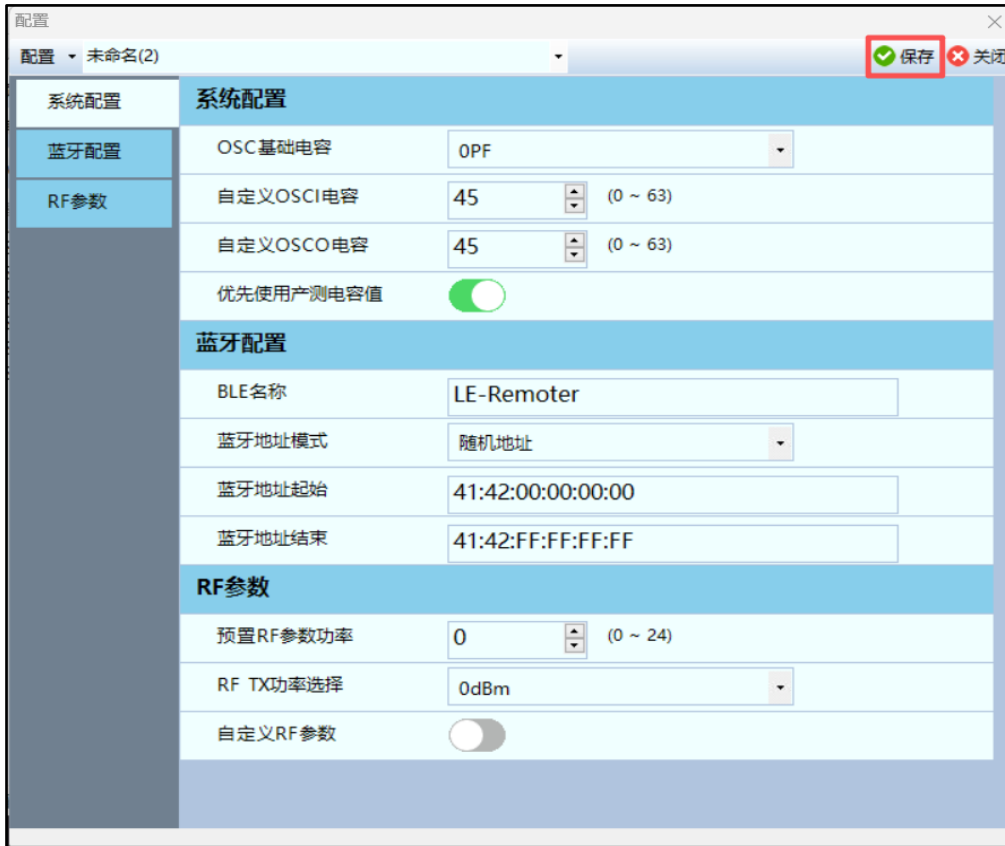 配置
配置 未命名(2) 保存 关闭
系统配置
蓝牙配置
RF参数
系统配置
OSC基础电容 0PF
自定义OSCI电容 45 (0 ~ 63)
自定义OSCO电容 45 (0 ~ 63)
优先使用产测电容值
蓝牙配置
BLE名称 LE-Remoter
蓝牙地址模式 随机地址
蓝牙地址起始 41:42:00:00:00:00
蓝牙地址结束 41:42:FF:FF:FF:FF
RF参数
预置RF参数功率 0 (0 ~ 24)
RF TX功率选择 0dBm
自定义RF参数